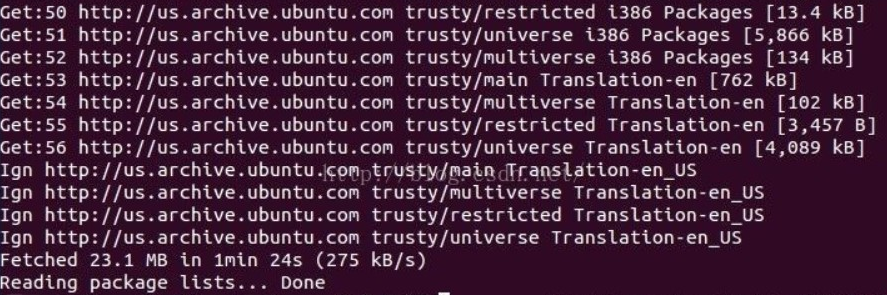 Get:50 http://us.archive.ubuntu.com trusty/restricted i386 Packages [13.4 kB]
Get:51 http://us.archive.ubuntu.com trusty/universe i386 Packages [5,866 kB]
Get:52 http://us.archive.ubuntu.com trusty/multiverse i386 Packages [134 kB]
Get:53 http://us.archive.ubuntu.com trusty/main Translation-en [762 kB]
Get:54 http://us.archive.ubuntu.com trusty/multiverse Translation-en [102 kB]
Get:55 http://us.archive.ubuntu.com trusty/restricted Translation-en [3,457 B]
Get:56 http://us.archive.ubuntu.com trusty/universe Translation-en [4,089 kB]
Ign http://us.archive.ubuntu.com trusty/main Translation-en_US
http://blog.csdn.net/
Ign http://us.archive.ubuntu.com trusty/multiverse Translation-en_US
Ign http://us.archive.ubuntu.com trusty/restricted Translation-en_US
Ign http://us.archive.ubuntu.com trusty/universe Translation-en_US
Fetched 23.1 MB in 1min 24s (275 kB/s)
Reading package lists... Done